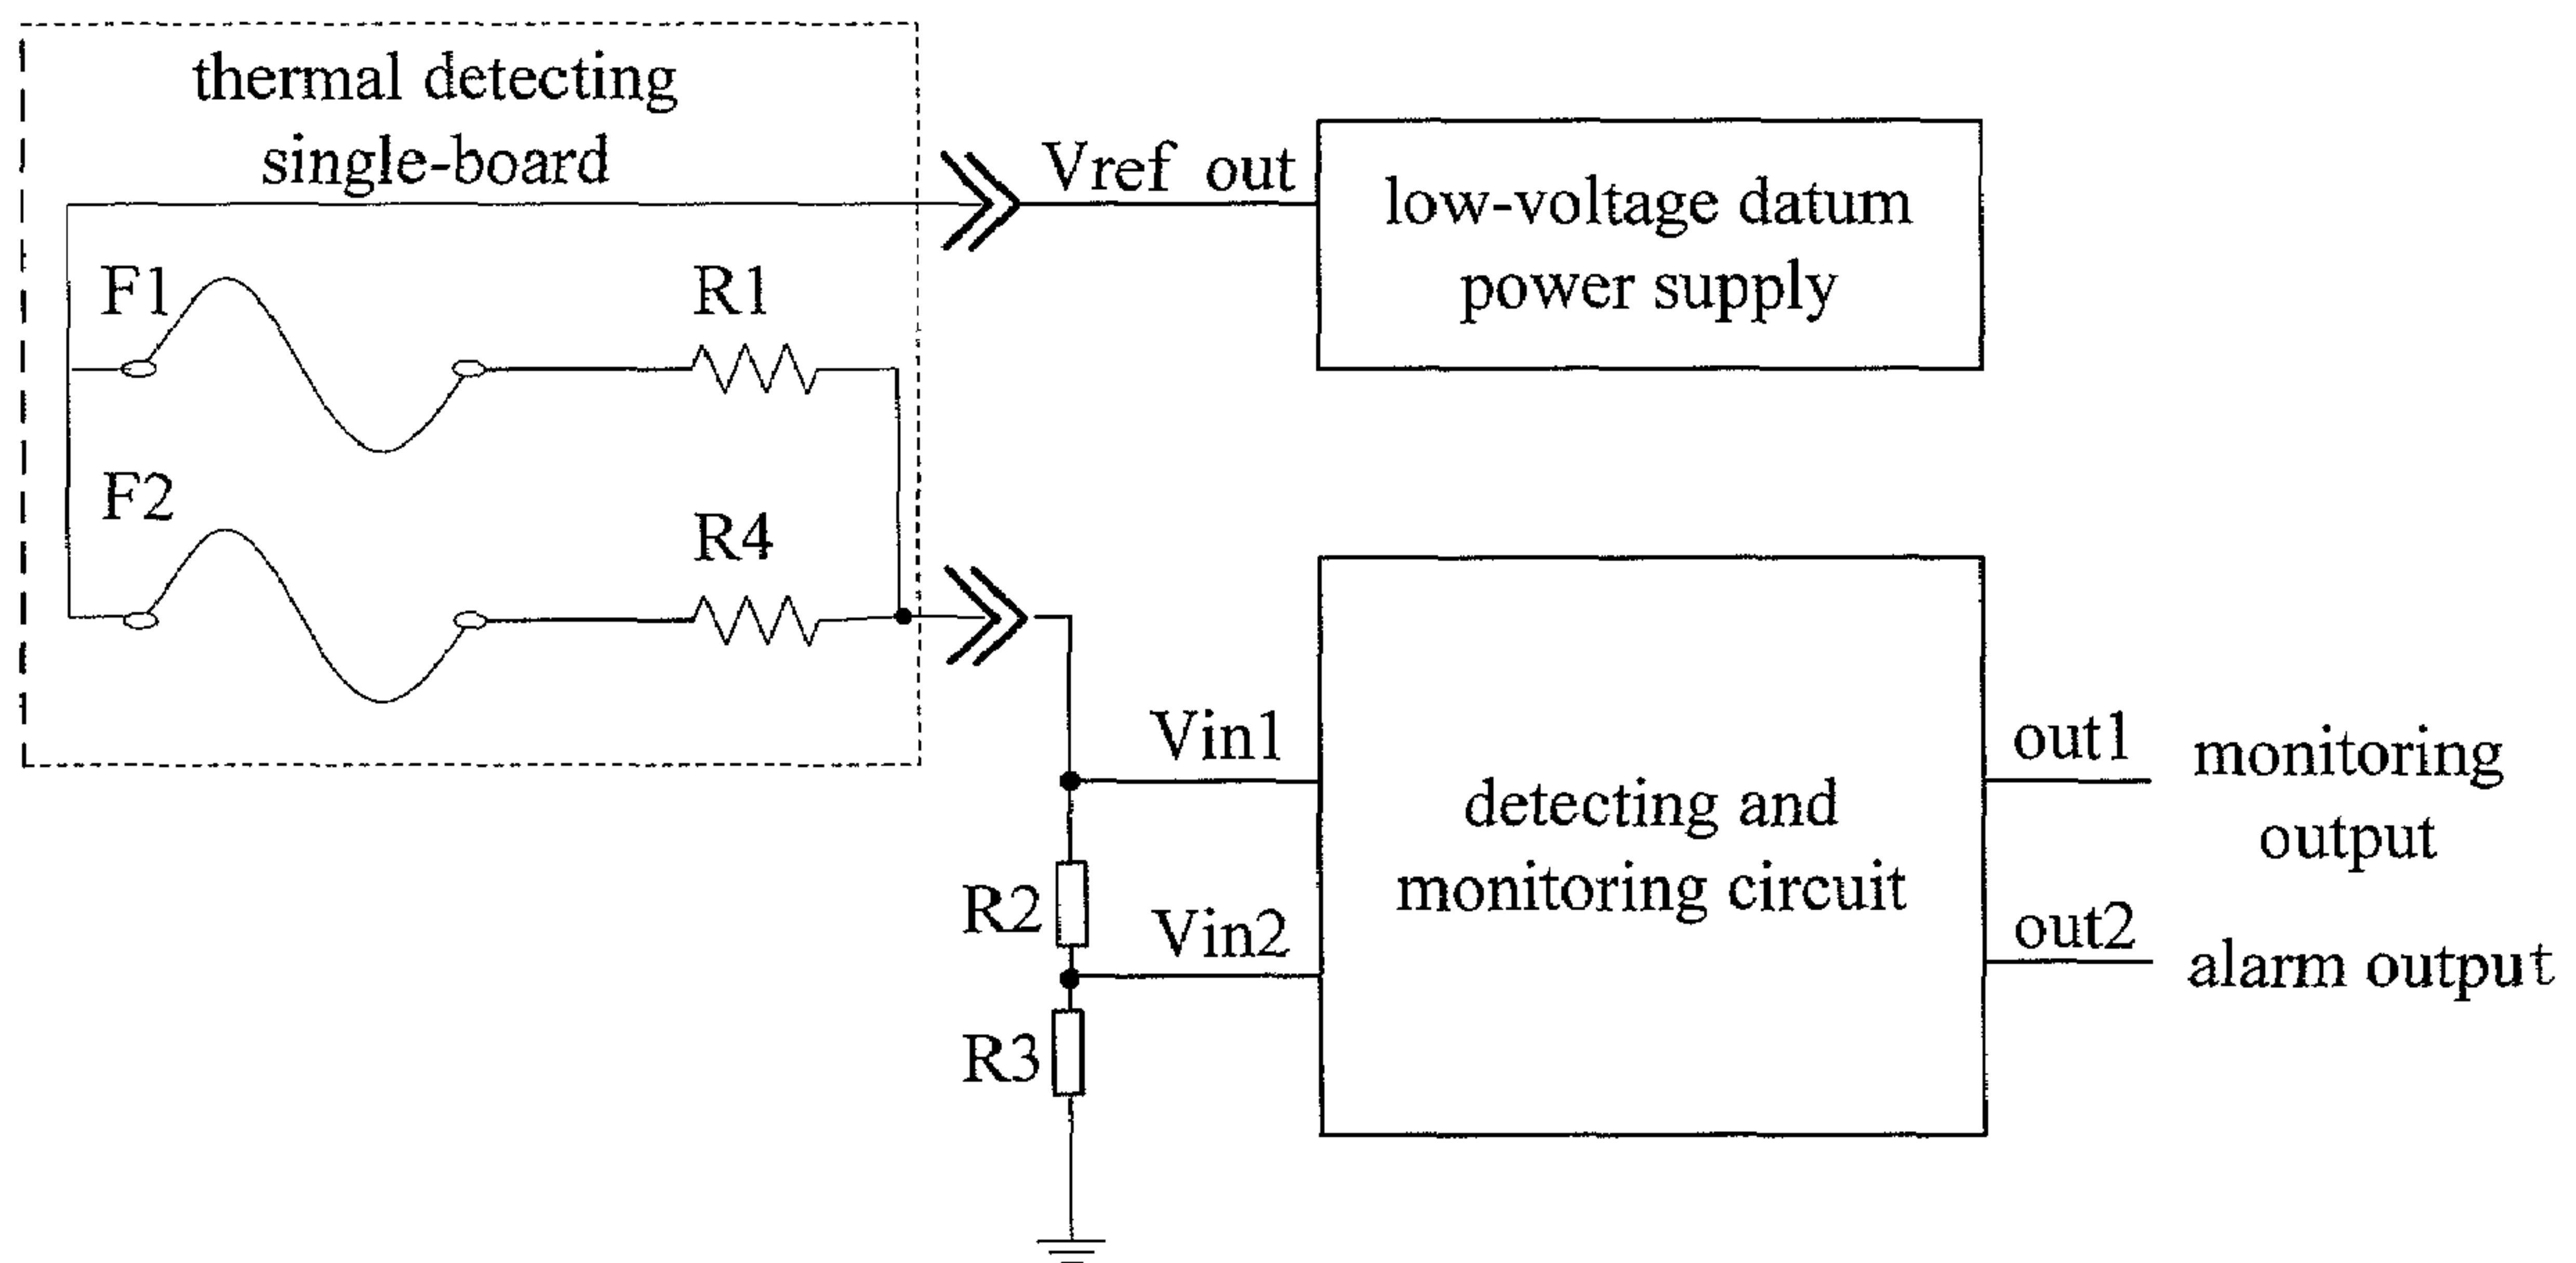 thermal detecting
single-board
Vref out
low-voltage datum
power supply
F1
R1
F2
R4
Vin1
detecting and
monitoring circuit
out1
monitoring
output
R2
Vin2
out2
alarm output
R3